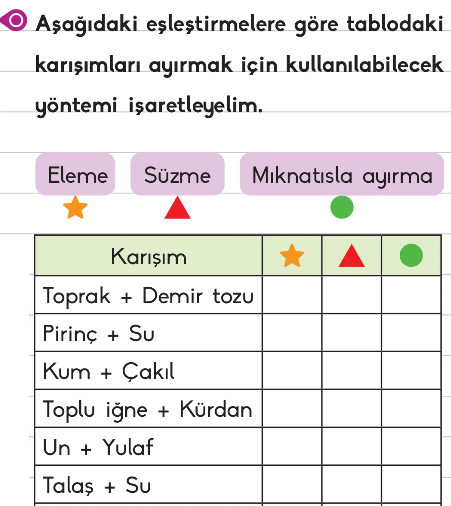 Aşağıdaki eşleştirmelere göre tablodaki
karışımları ayırmak için kullanılabilecek
yöntemi işaretleyelim.
Eleme Süzme Mıknatısla ayırma
Karışım
Toprak + Demir tozu
Pirinç + Su
Kum + Çakıl
Toplu iğne + Kürdan
Un + Yulaf
Talaş + Su